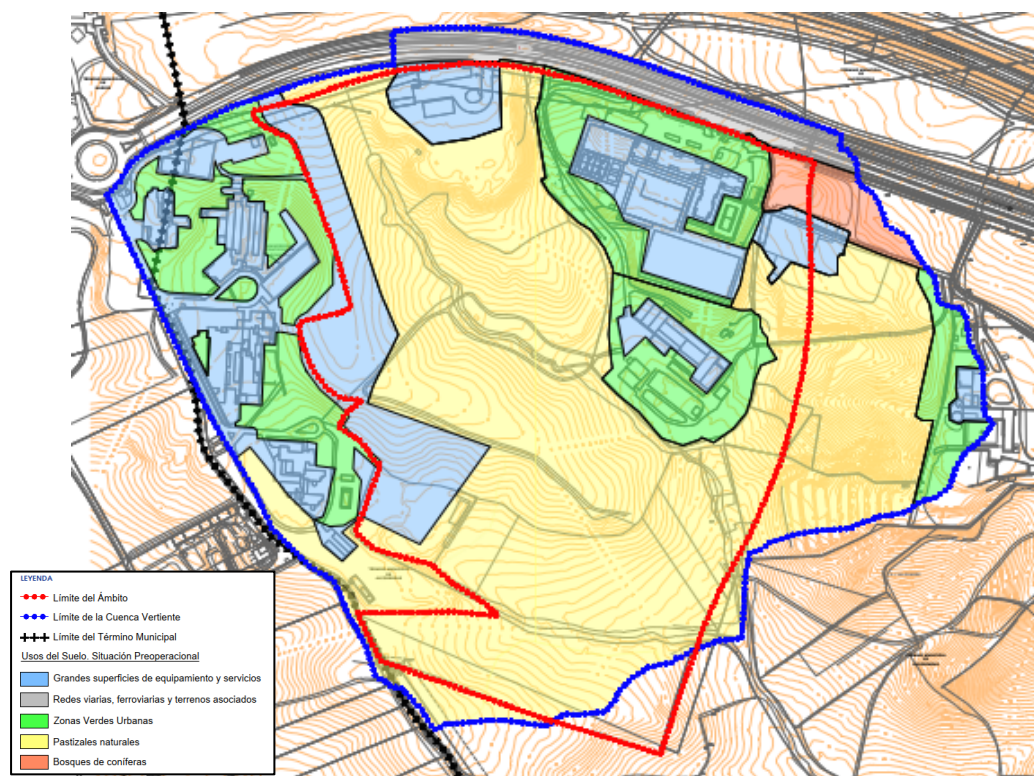 LEYENDA
Límite del Ámbito
Límite de la Cuenca Vertiente
Límite del Término Municipal
Usos del Suelo. Situación Preoperacional
Grandes superficies de equipamiento y servicios
Redes viarias, ferroviarias y terrenos asociados
Zonas Verdes Urbanas
Pastizales naturales
Bosques de coníferas